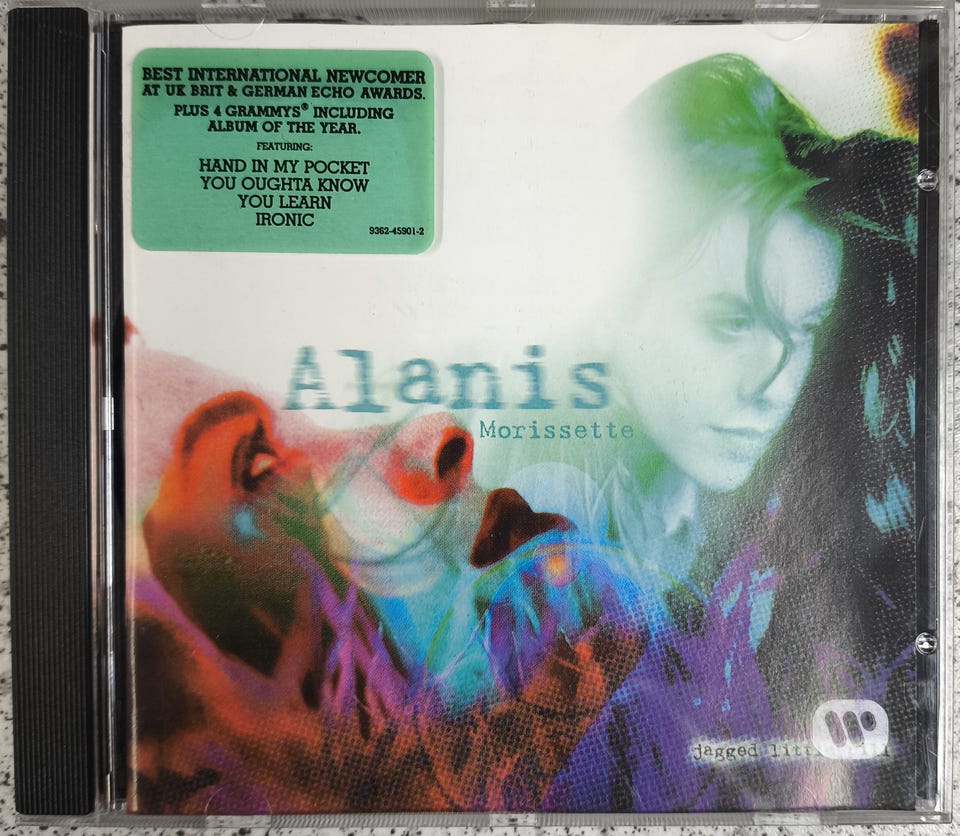 BEST INTERNATIONAL NEWCOMER
AT UK BRIT & GERMAN ECHO AWARDS.
PLUS 4 GRAMMYS® INCLUDING
ALBUM OF THE YEAR.
FEATURING:
HAND IN MY POCKET
YOU OUGHTA KNOW
YOU LEARN
IRONIC
9362-45901-2
Alanis
Morissette
jagged